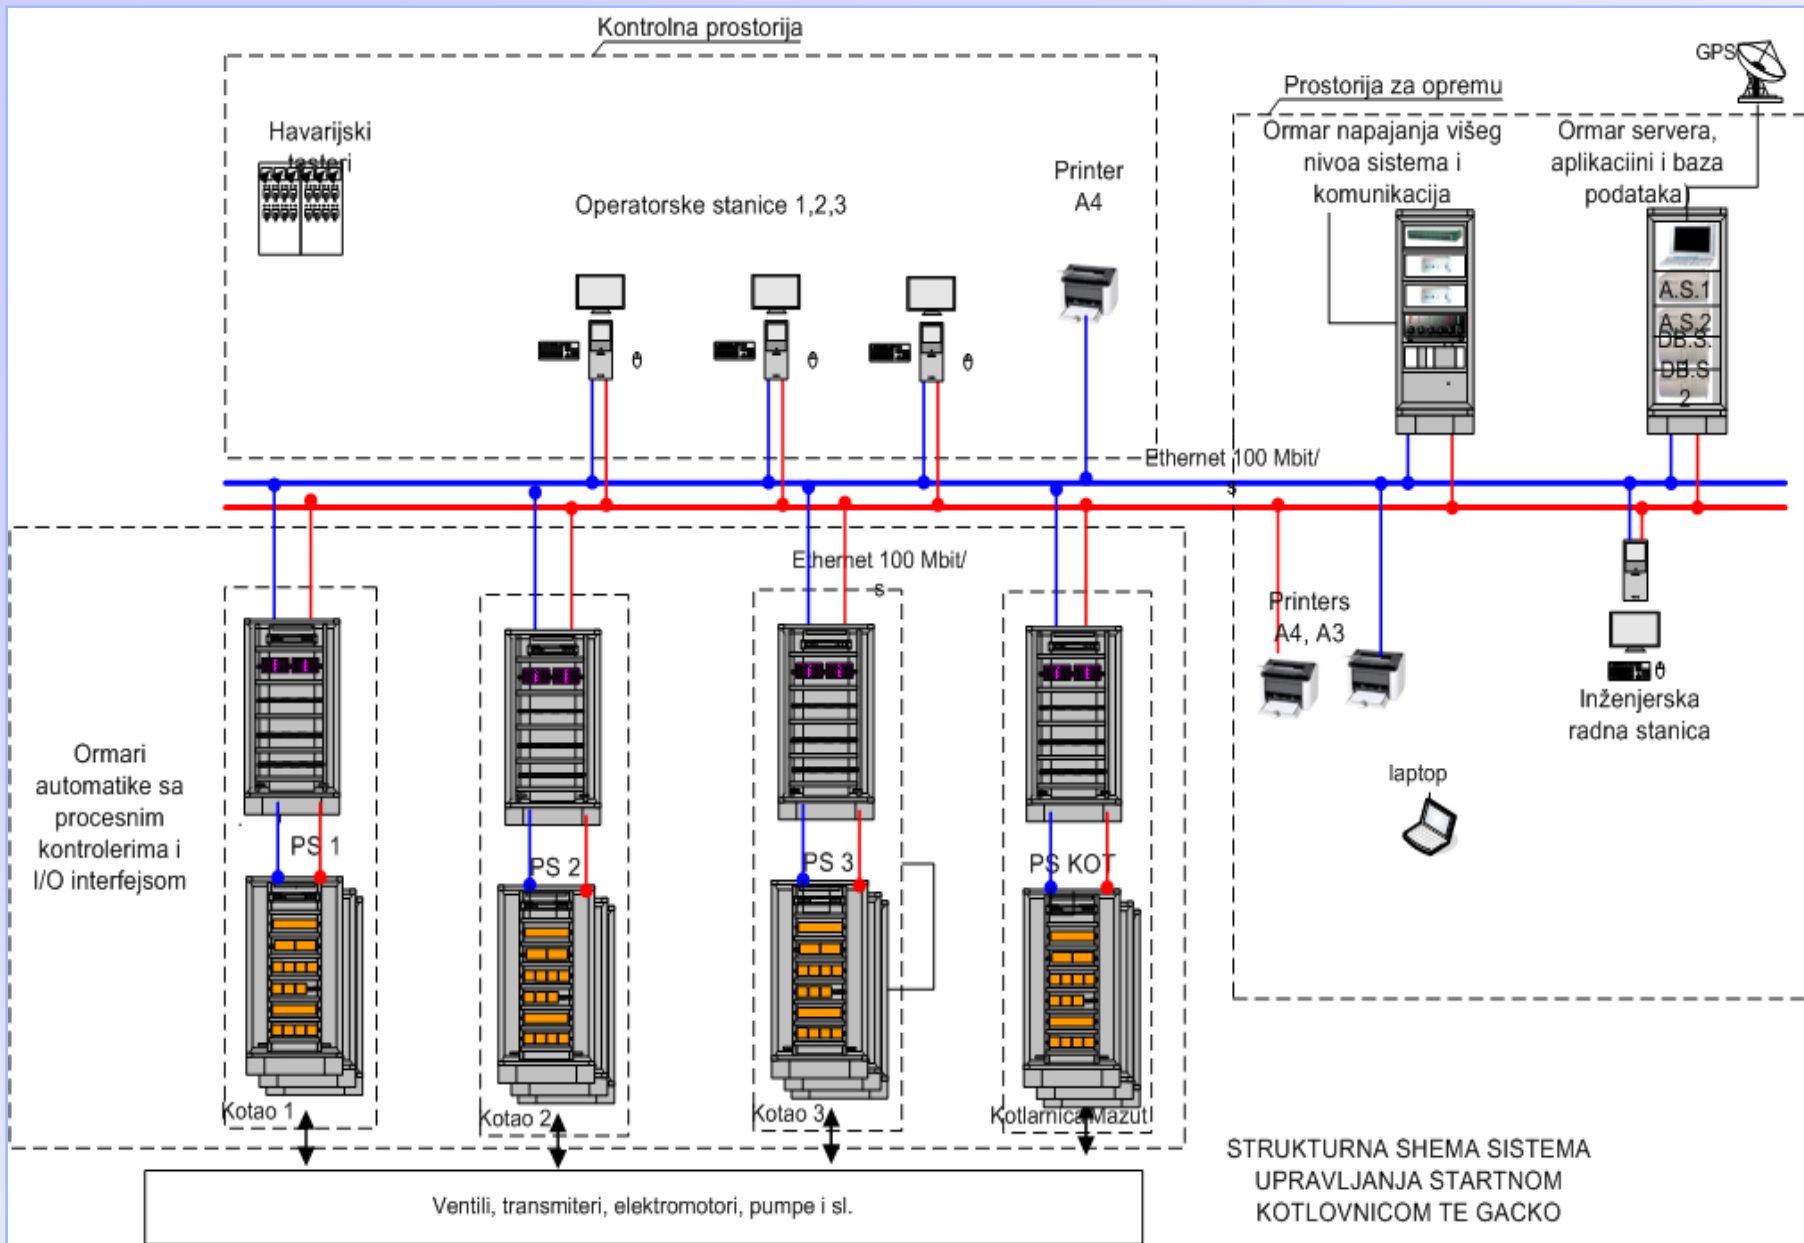 Kontrolna prostorija
GPS
Prostorija za opremu
Havarijski
tasteri
Operatorske stanice 1,2,3
Printer
A4
Ormar napajanja višeg
nivoa sistema i
komunikacija
Ormar servera,
aplikaciini i baza
podataka)
A.S.1
A.S.2
DB.S.
DB.S
2
Ethernet 100 Mbit/
s
Ethernet 100 Mbit/
s
Printers
A4, A3
Inženjerska
radna stanica
laptop
Ormari
automatike sa
procesnim
kontrolerima i
I/O interfejsom
PS 1
PS 2
PS 3
PS KOT
Kotao 1
Kotao 2
Kotao 3
Kotlarnica Mazut
Ventili, transmiteri, elektromotori, pumpe i sl.
STRUKTURNA SHEMA SISTEMA
UPRAVLJANJA STARTNOM
KOTLOVNICOM TE GACKO